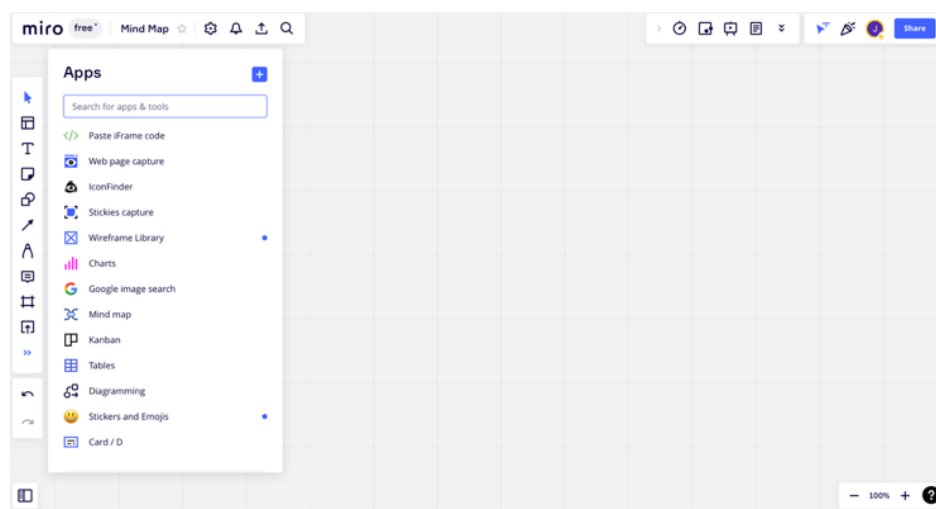 miro free Mind Map
Share
Apps
Search for apps & tools
</> Paste iFrame code
Web page capture
IconFinder
Stickies capture
Wireframe Library
Charts
Google image search
Mind map
Kanban
Tables
Diagramming
Stickers and Emojis
Card / D
T
J
100%
?